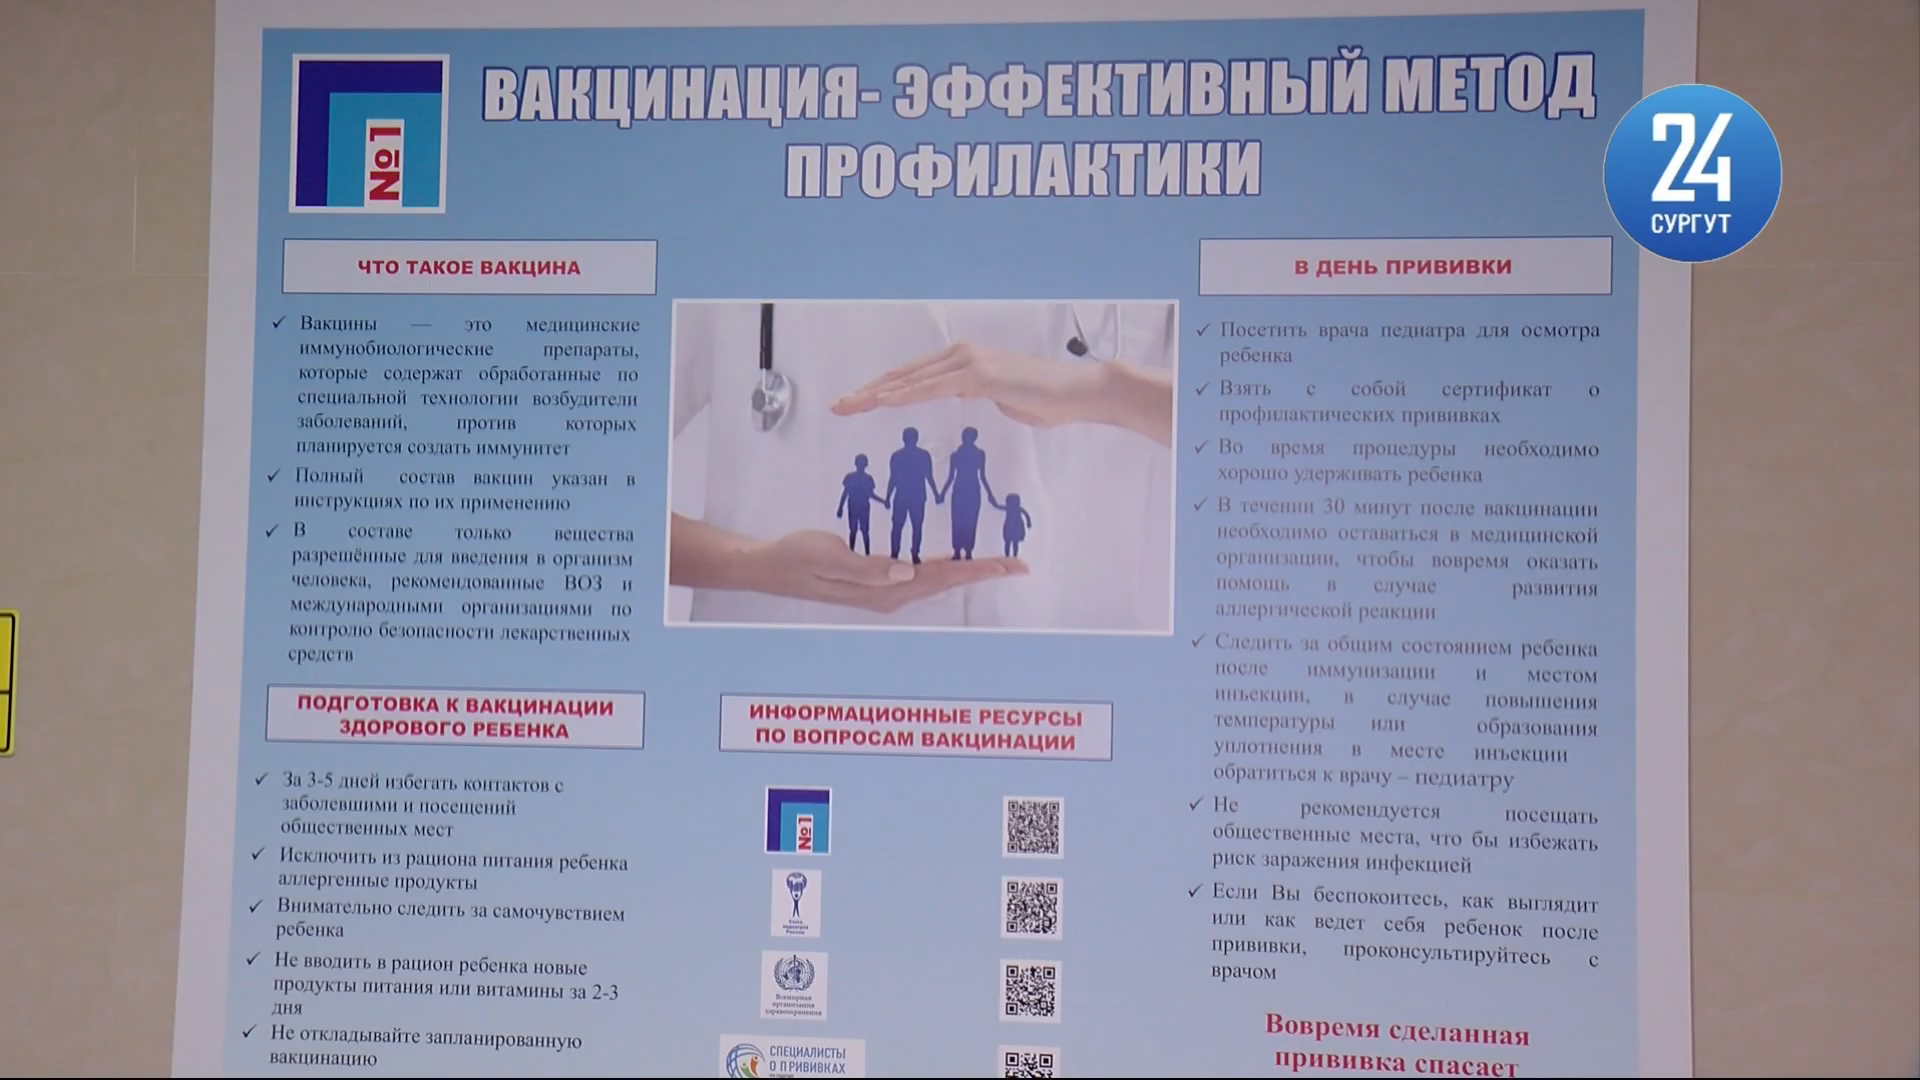 ВАКЦИНАЦИЯ- ЭФФЕКТИВНЫЙ МЕТОД
ПРОФИЛАКТИКИ
№1
24
СУРГУТ
ЧТО ТАКОЕ ВАКЦИНА
Вакцины — это медицинские
иммунобиологические препараты,
которые содержат обработанные по
специальной технологии возбудители
заболеваний, против которых
планируется создать иммунитет
Полный состав вакцин указан в
инструкциях по их применению
В составе только вещества
разрешённые для введения в организм
человека, рекомендованные ВОЗ и
международными организациями по
контролю безопасности лекарственных
средств
ПОДГОТОВКА К ВАКЦИНАЦИИ
ЗДОРОВОГО РЕБЕНКА
За 3-5 дней избегать контактов с
заболевшими и посещений
общественных мест
Исключить из рациона питания ребенка
аллергенные продукты
Внимательно следить за самочувствием
ребенка
Не вводить в рацион ребенка новые
продукты питания или витамины за 2-3
дня
Не откладывайте запланированную
вакцинацию
ИНФОРМАЦИОННЫЕ РЕСУРСЫ
ПО ВОПРОСАМ ВАКЦИНАЦИИ
№1
Союз
педиатров
России
Всемирная
организация
здравоохранения
СПЕЦИАЛИСТЫ
О ПРИВИВКАХ
В ДЕНЬ ПРИВИВКИ
Посетить врача педиатра для осмотра
ребенка
Взять с собой сертификат о
профилактических прививках
Во время процедуры необходимо
хорошо удерживать ребенка
В течении 30 минут после вакцинации
необходимо оставаться в медицинской
организации, чтобы вовремя оказать
помощь в случае развития
аллергической реакции
Следить за общим состоянием ребенка
после иммунизации и местом
инъекции, в случае повышения
температуры или образования
уплотнения в месте инъекции
обратиться к врачу – педиатру
Не рекомендуется посещать
общественные места, что бы избежать
риск заражения инфекцией
Если Вы беспокоитесь, как выглядит
или как ведет себя ребенок после
прививки, проконсультируйтесь с
врачом
Вовремя сделанная
прививка спасает